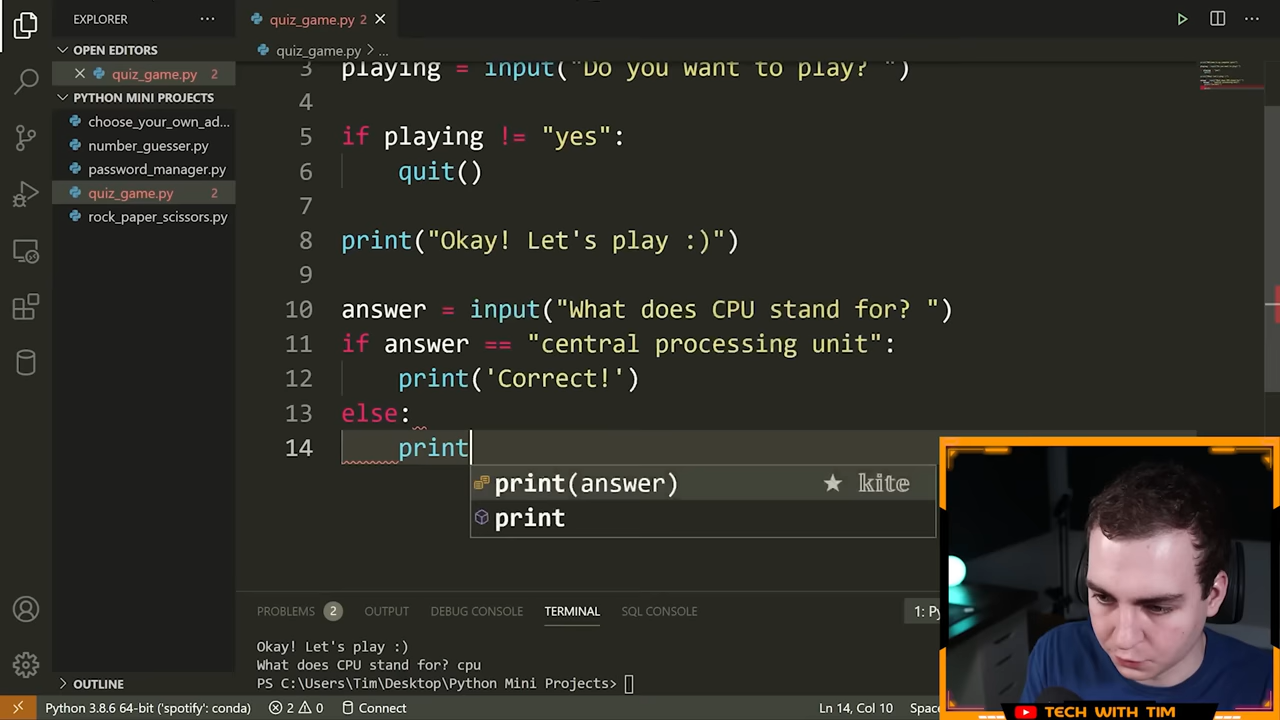 EXPLORER
OPEN EDITORS
quiz_game.py 2
PYTHON MINI PROJECTS
choose_your_own_ad...
number_guesser.py
password_manager.py
quiz_game.py 2
rock_paper_scissors.py
OUTLINE
quiz_game.py 2
quiz_game.py > ...
3 playing = input("Do you want to play? ")
4
5 if playing != "yes":
6 quit()
7
8 print("Okay! Let's play :)")
9
10 answer = input("What does CPU stand for? ")
11 if answer == "central processing unit":
12 print('Correct!')
13 else:
14 print
print(answer) ★ kite
print
PROBLEMS 2 OUTPUT DEBUG CONSOLE TERMINAL SQL CONSOLE 1: Py
Okay! Let's play :)
What does CPU stand for? cpu
PS C:\Users\Tim\Desktop\Python Mini Projects>
Python 3.8.6 64-bit ('spotify': conda) 2 0 Connect Ln 14, Col 10 Spac
TECH WITH TIM